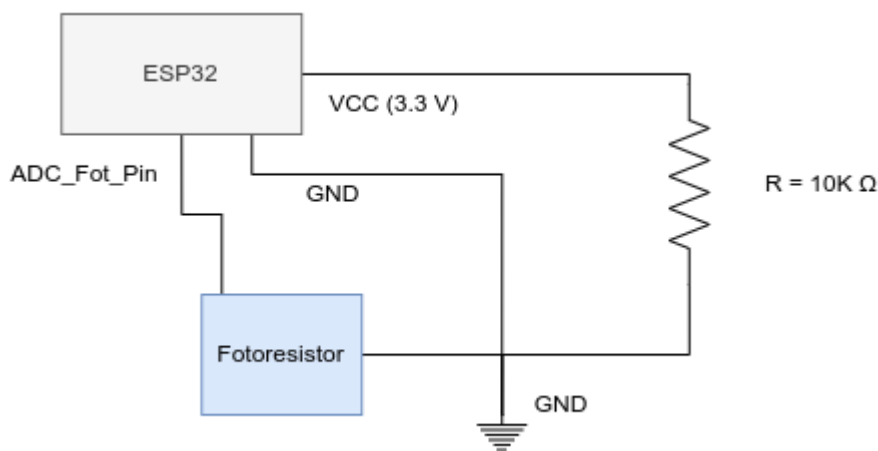 ESP32
VCC (3.3 V)
ADC_Fot_Pin
GND
R = 10K Ω
Fotoresistor
GND